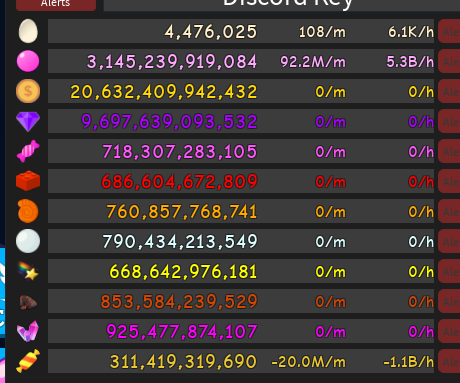 Alerts
Discord Key
4,476,025 108/m 6.1K/h
3,145,239,919,084 92.2M/m 5.3B/h
20,632,409,942,432 0/m 0/h
9,697,639,093,532 0/m 0/h
718,307,283,105 0/m 0/h
686,604,672,809 0/m 0/h
760,857,768,741 0/m 0/h
790,434,213,549 0/m 0/h
668,642,976,181 0/m 0/h
853,584,239,529 0/m 0/h
925,477,874,107 0/m 0/h
311,419,319,690 -20.0M/m -1.1B/h